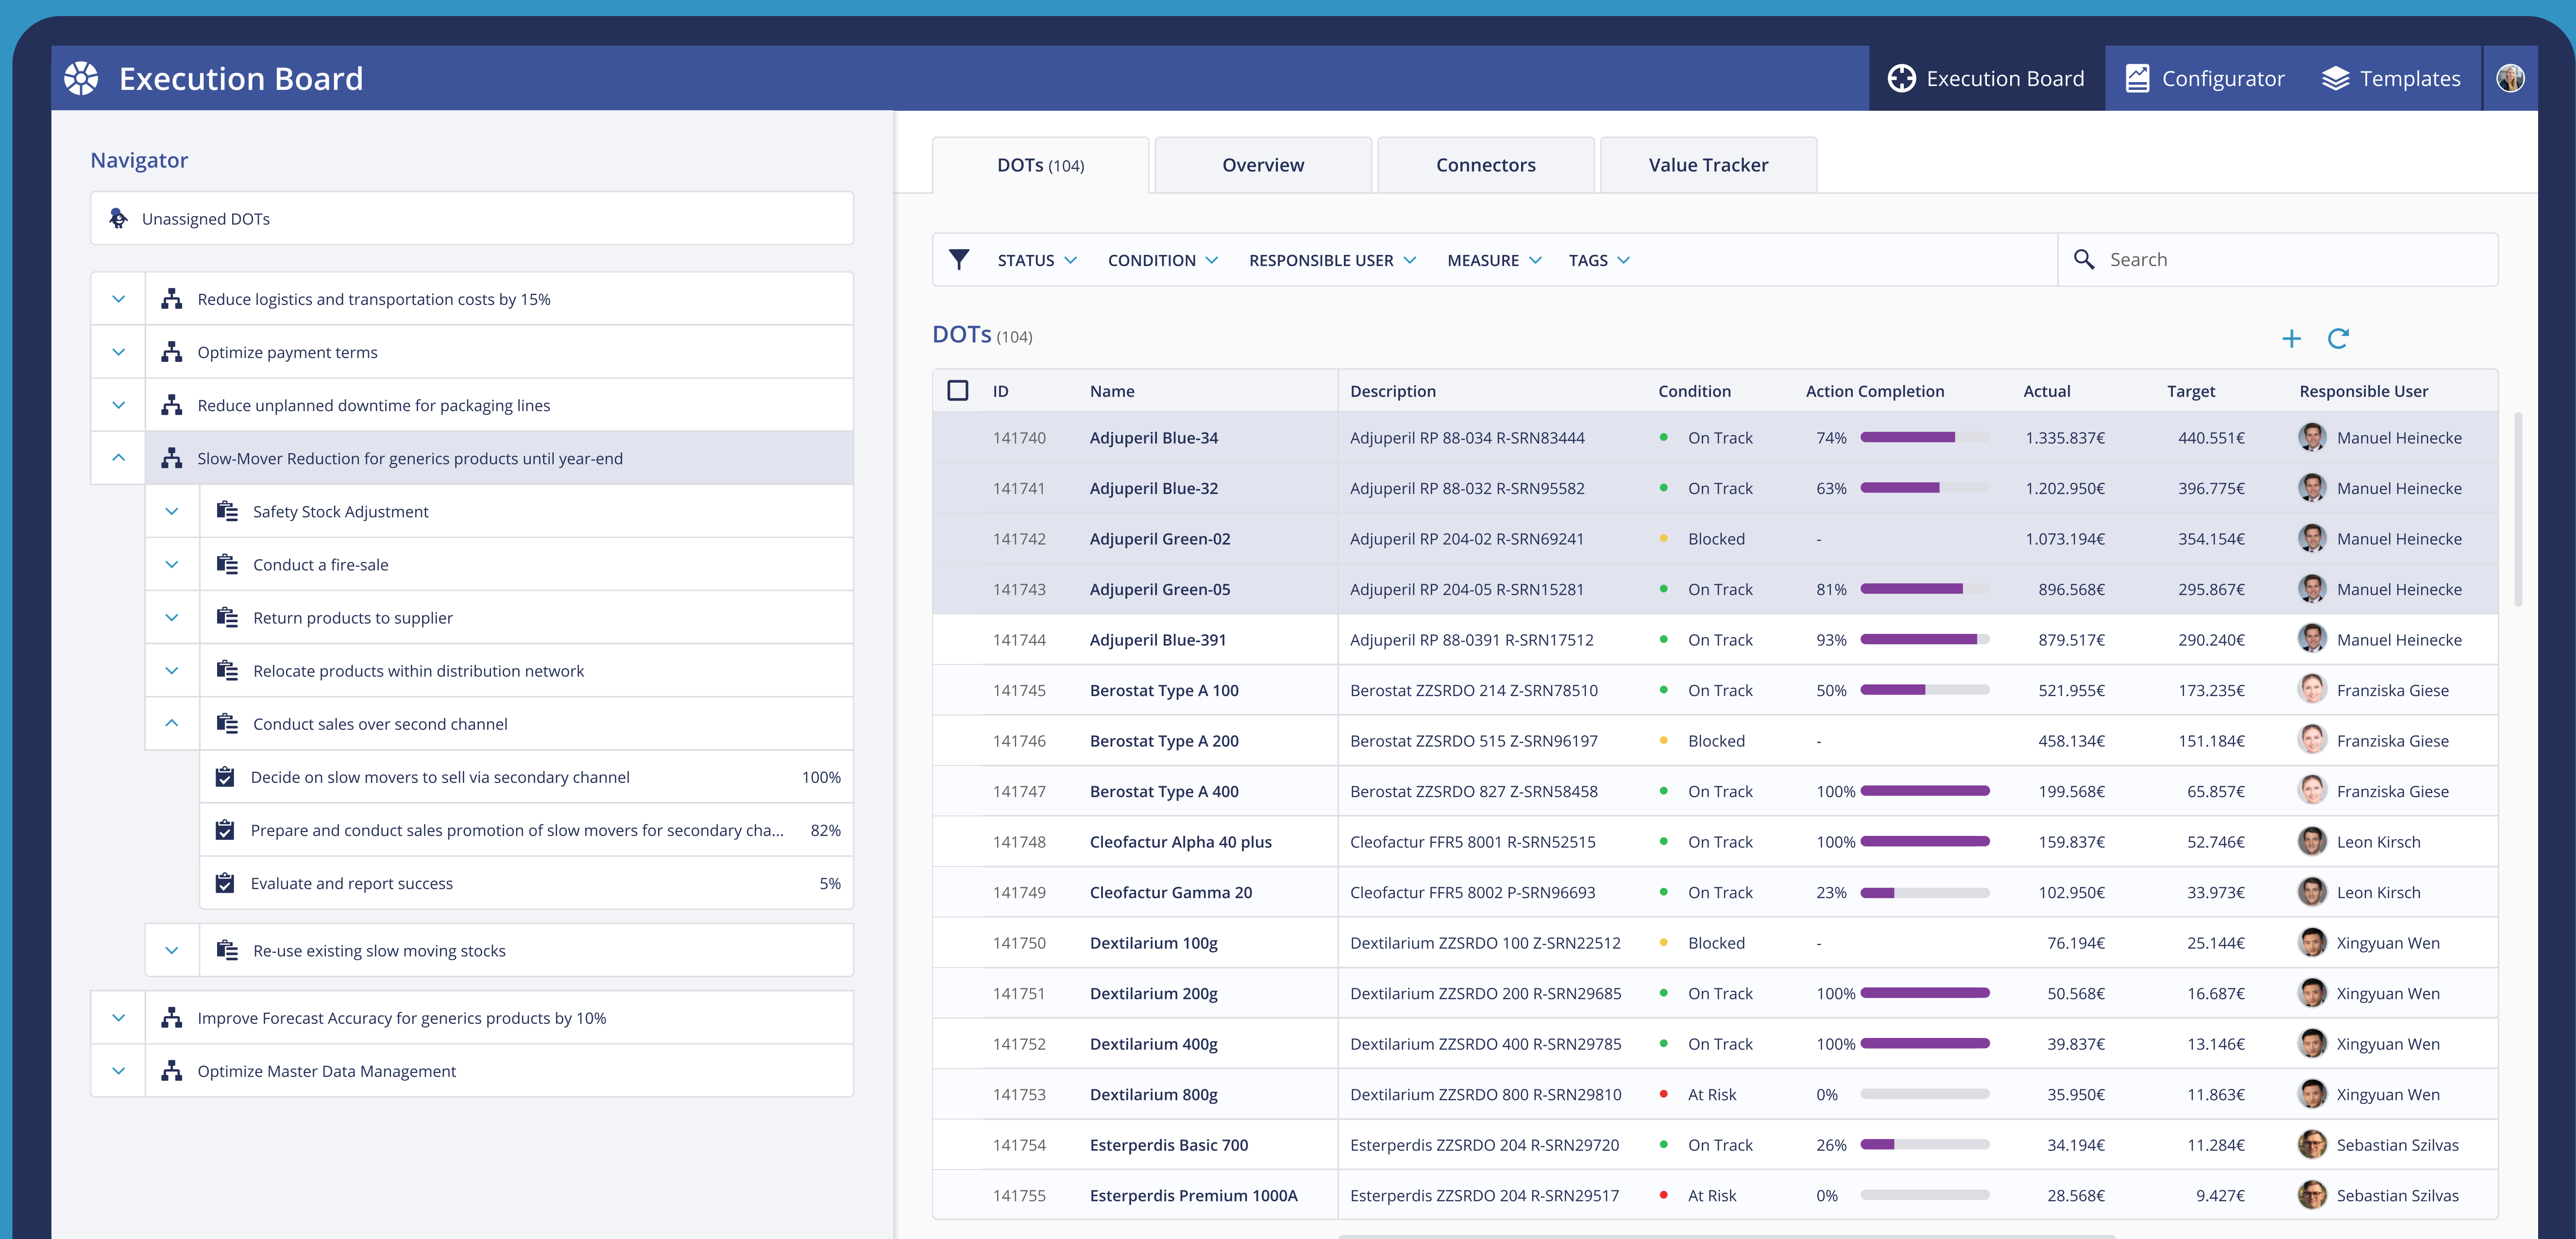 Execution Board
Execution Board
Configurator
Templates
Navigator
Unassigned DOTs
Reduce logistics and transportation costs by 15%
Optimize payment terms
Reduce unplanned downtime for packaging lines
Slow-Mover Reduction for generics products until year-end
Safety Stock Adjustment
Conduct a fire-sale
Return products to supplier
Relocate products within distribution network
Conduct sales over second channel
Decide on slow movers to sell via secondary channel 100%
Prepare and conduct sales promotion of slow movers for secondary cha... 82%
Evaluate and report success 5%
Re-use existing slow moving stocks
Improve Forecast Accuracy for generics products by 10%
Optimize Master Data Management
DOTs (104)
Overview
Connectors
Value Tracker
STATUS CONDITION RESPONSIBLE USER MEASURE TAGS
Search
DOTs (104)
ID Name Description Condition Action Completion Actual Target Responsible User
141740 Adjuperil Blue-34 Adjuperil RP 88-034 R-SRN83444 On Track 74% 1.335.837€ 440.551€ Manuel Heinecke
141741 Adjuperil Blue-32 Adjuperil RP 88-032 R-SRN95582 On Track 63% 1.202.950€ 396.775€ Manuel Heinecke
141742 Adjuperil Green-02 Adjuperil RP 204-02 R-SRN69241 Blocked - 1.073.194€ 354.154€ Manuel Heinecke
141743 Adjuperil Green-05 Adjuperil RP 204-05 R-SRN15281 On Track 81% 896.568€ 295.867€ Manuel Heinecke
141744 Adjuperil Blue-391 Adjuperil RP 88-0391 R-SRN17512 On Track 93% 879.517€ 290.240€ Manuel Heinecke
141745 Berostat Type A 100 Berostat ZZSRDO 214 Z-SRN78510 On Track 50% 521.955€ 173.235€ Franziska Giese
141746 Berostat Type A 200 Berostat ZZSRDO 515 Z-SRN96197 Blocked - 458.134€ 151.184€ Franziska Giese
141747 Berostat Type A 400 Berostat ZZSRDO 827 Z-SRN58458 On Track 100% 199.568€ 65.857€ Franziska Giese
141748 Cleofactur Alpha 40 plus Cleofactur FFR5 8001 R-SRN52515 On Track 100% 159.837€ 52.746€ Leon Kirsch
141749 Cleofactur Gamma 20 Cleofactur FFR5 8002 P-SRN96693 On Track 23% 102.950€ 33.973€ Leon Kirsch
141750 Dextilarium 100g Dextilarium ZZSRDO 100 Z-SRN22512 Blocked - 76.194€ 25.144€ Xingyuan Wen
141751 Dextilarium 200g Dextilarium ZZSRDO 200 R-SRN29685 On Track 100% 50.568€ 16.687€ Xingyuan Wen
141752 Dextilarium 400g Dextilarium ZZSRDO 400 R-SRN29785 On Track 100% 39.837€ 13.146€ Xingyuan Wen
141753 Dextilarium 800g Dextilarium ZZSRDO 800 R-SRN29810 At Risk 0% 35.950€ 11.863€ Xingyuan Wen
141754 Esterperdis Basic 700 Esterperdis ZZSRDO 204 R-SRN29720 On Track 26% 34.194€ 11.284€ Sebastian Szilvas
141755 Esterperdis Premium 1000A Esterperdis ZZSRDO 204 R-SRN29517 At Risk 0% 28.568€ 9.427€ Sebastian Szilvas